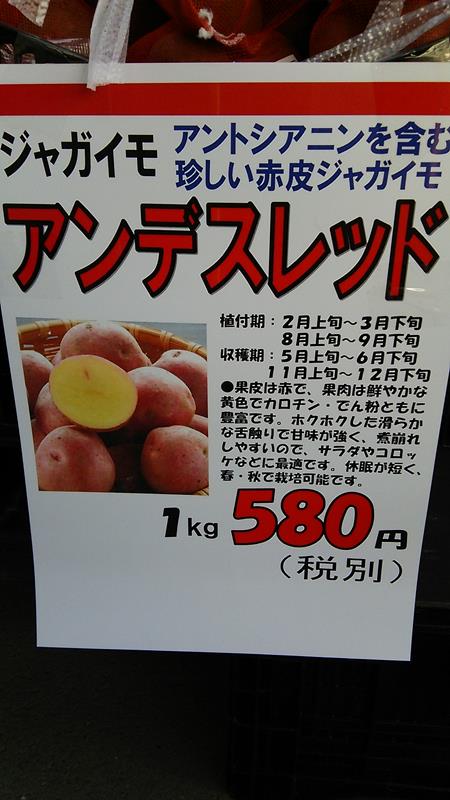 ジャガイモ
アントシアニンを含む
珍しい赤皮ジャガイモ
アンデスレッド
植付期：2月上旬～3月下旬
8月上旬～9月下旬
収穫期：5月上旬～6月下旬
11月上旬～12月下旬
●果皮は赤で、果肉は鮮やかな
黄色でカロチン・でん粉ともに
豊富です。ホクホクした滑らか
な舌触りで甘味が強く、煮崩れ
しやすいので、サラダやコロッ
ケなどに最適です。休眠が短く、
春・秋で栽培可能です。
1kg 580円
（税別）